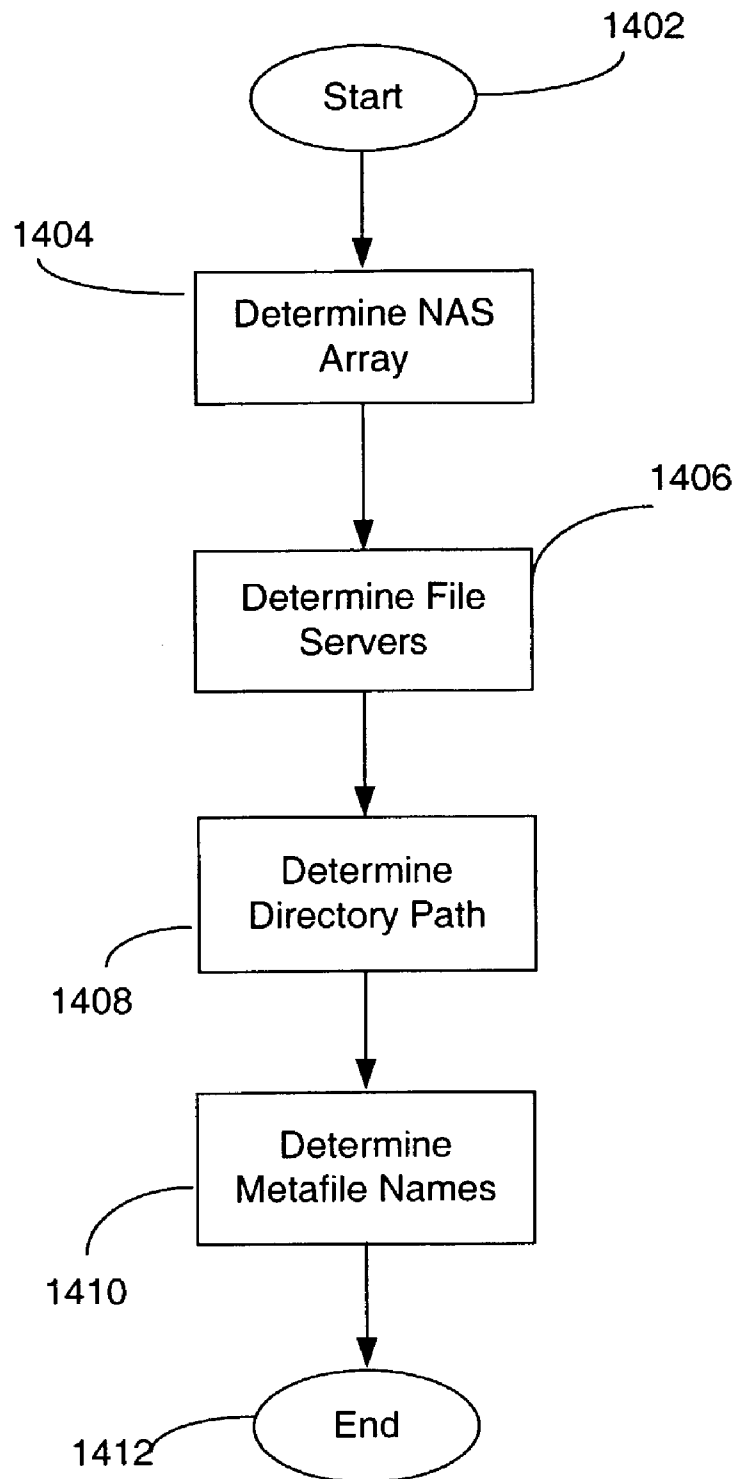 1402
Start
1404
Determine NAS
Array
1406
Determine File
Servers
Determine
Directory Path
1408
Determine
Metafile Names
1410
End
1412